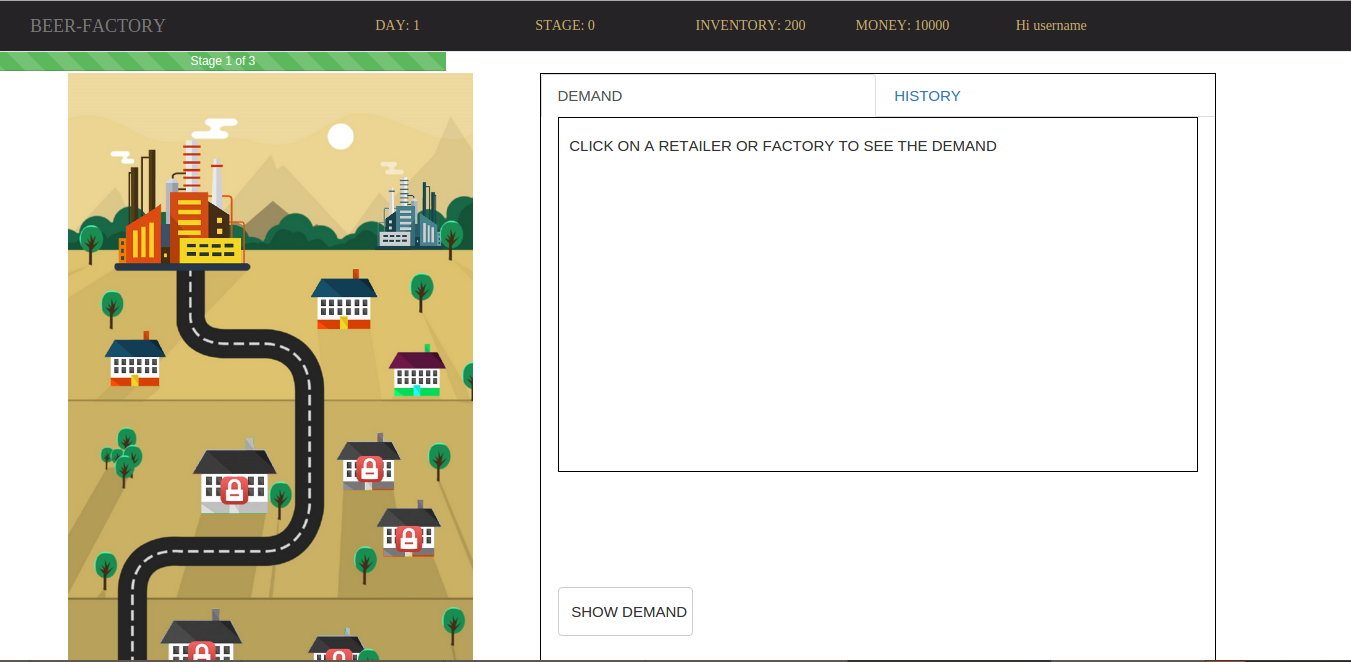 BEER-FACTORY DAY: 1 STAGE: 0 INVENTORY: 200 MONEY: 10000 Hi username
Stage 1 of 3
DEMAND HISTORY
CLICK ON A RETAILER OR FACTORY TO SEE THE DEMAND
SHOW DEMAND